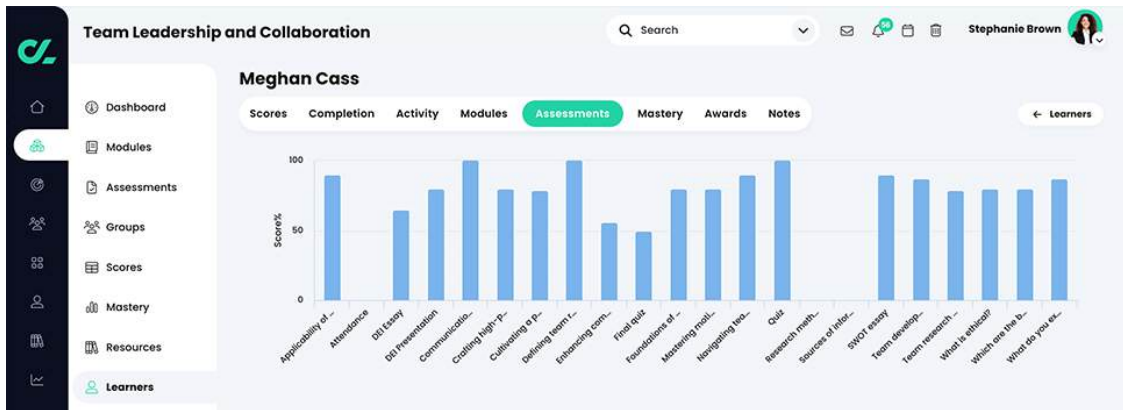 Team Leadership and Collaboration
Search
56
Stephanie Brown
Meghan Cass
Dashboard
Modules
Assessments
Groups
Scores
Mastery
Resources
Learners
Scores Completion Activity Modules Assessments Mastery Awards Notes
← Learners
Score%
100
50
0
Applicability of ...
Attendance
DEI Essay
DEI Presentation
Communicatio...
Crafting high-p...
Cultivating a p...
Defining team r...
Enhancing com...
Final quiz
Foundations of ...
Mastering moti...
Navigating tea...
Quiz
Research meth...
Sources of infor...
SWOT essay
Team develop...
Team research ...
What is ethical?
Which are the b...
What do you ex...